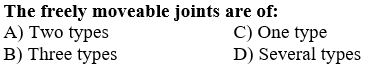 The freely moveable joints are of:
A) Two types C) One type
B) Three types D) Several types